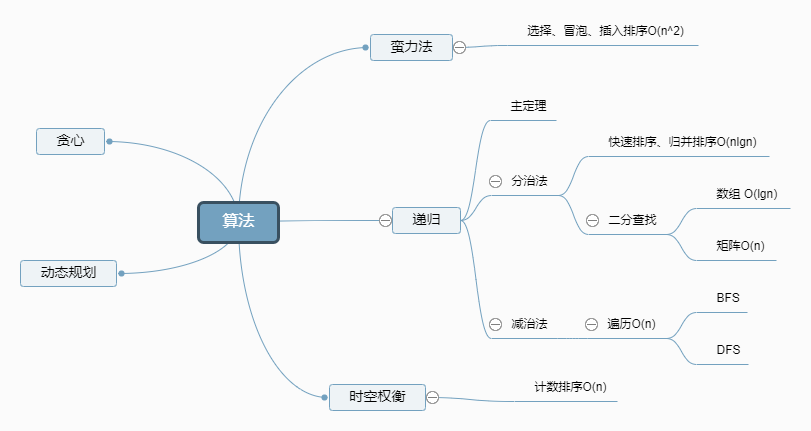 蛮力法
选择、冒泡、插入排序O(n^2)
主定理
贪心
快速排序、归并排序O(nlgn)
分治法
数组 O(lgn)
算法
递归
二分查找
矩阵O(n)
动态规划
BFS
减治法
遍历O(n)
DFS
时空权衡
计数排序O(n)